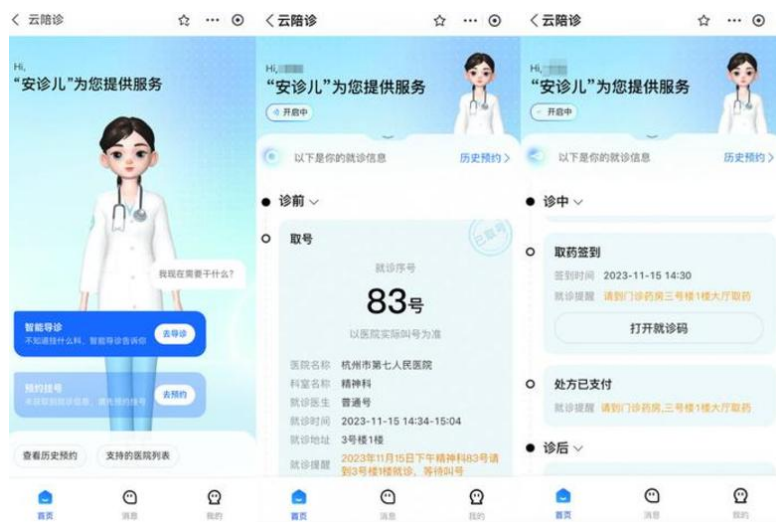 云陪诊
Hi,
“安诊儿”为您提供服务
我现在需要干什么?
智能导诊
不知道挂什么科，智能导诊告诉你
去导诊
预约挂号
未获取到就诊信息，请先预约挂号
去预约
查看历史预约
支持的医院列表
首页
消息
我的
云陪诊
Hi,
“安诊儿”为您提供服务
开启中
以下是你的就诊信息
历史预约
诊前
取号
已取号
就诊序号
83号
以医院实际叫号为准
医院名称 杭州市第七人民医院
科室名称 精神科
就诊医生 普通号
就诊时间 2023-11-15 14:34-15:04
就诊地址 3号楼1楼
就诊提醒 2023年11月15日下午精神科83号请
到3号楼1楼就诊、等待叫号
首页
消息
我的
云陪诊
Hi,
“安诊儿”为您提供服务
开启中
以下是你的就诊信息
历史预约
诊中
取药签到
签到时间 2023-11-15 14:30
就诊提醒 请到门诊药房三号楼1楼大厅取药
打开就诊码
处方已支付
就诊提醒 请到门诊药房,三号楼1楼大厅取药
诊后
首页
消息
我的